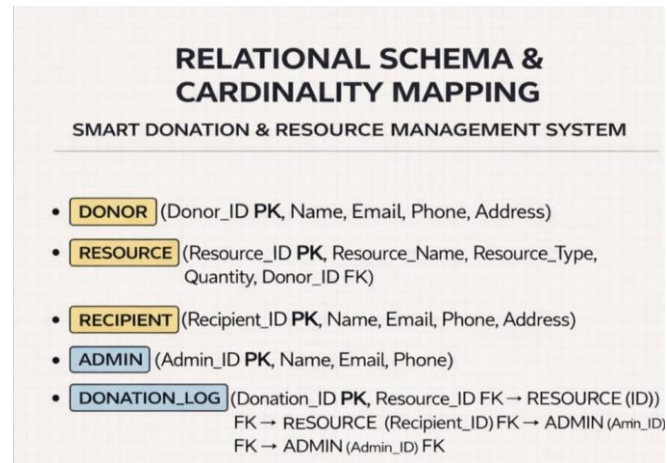 RELATIONAL SCHEMA &
CARDINALITY MAPPING
SMART DONATION & RESOURCE MANAGEMENT SYSTEM
• DONOR (Donor_ID PK, Name, Email, Phone, Address)
• RESOURCE (Resource_ID PK, Resource_Name, Resource_Type,
Quantity, Donor_ID FK)
• RECIPIENT (Recipient_ID PK, Name, Email, Phone, Address)
• ADMIN (Admin_ID PK, Name, Email, Phone)
• DONATION_LOG (Donation_ID PK, Resource_ID FK → RESOURCE (ID))
FK → RESOURCE (Recipient_ID) FK → ADMIN (Amin_ID)
FK → ADMIN (Admin_ID) FK